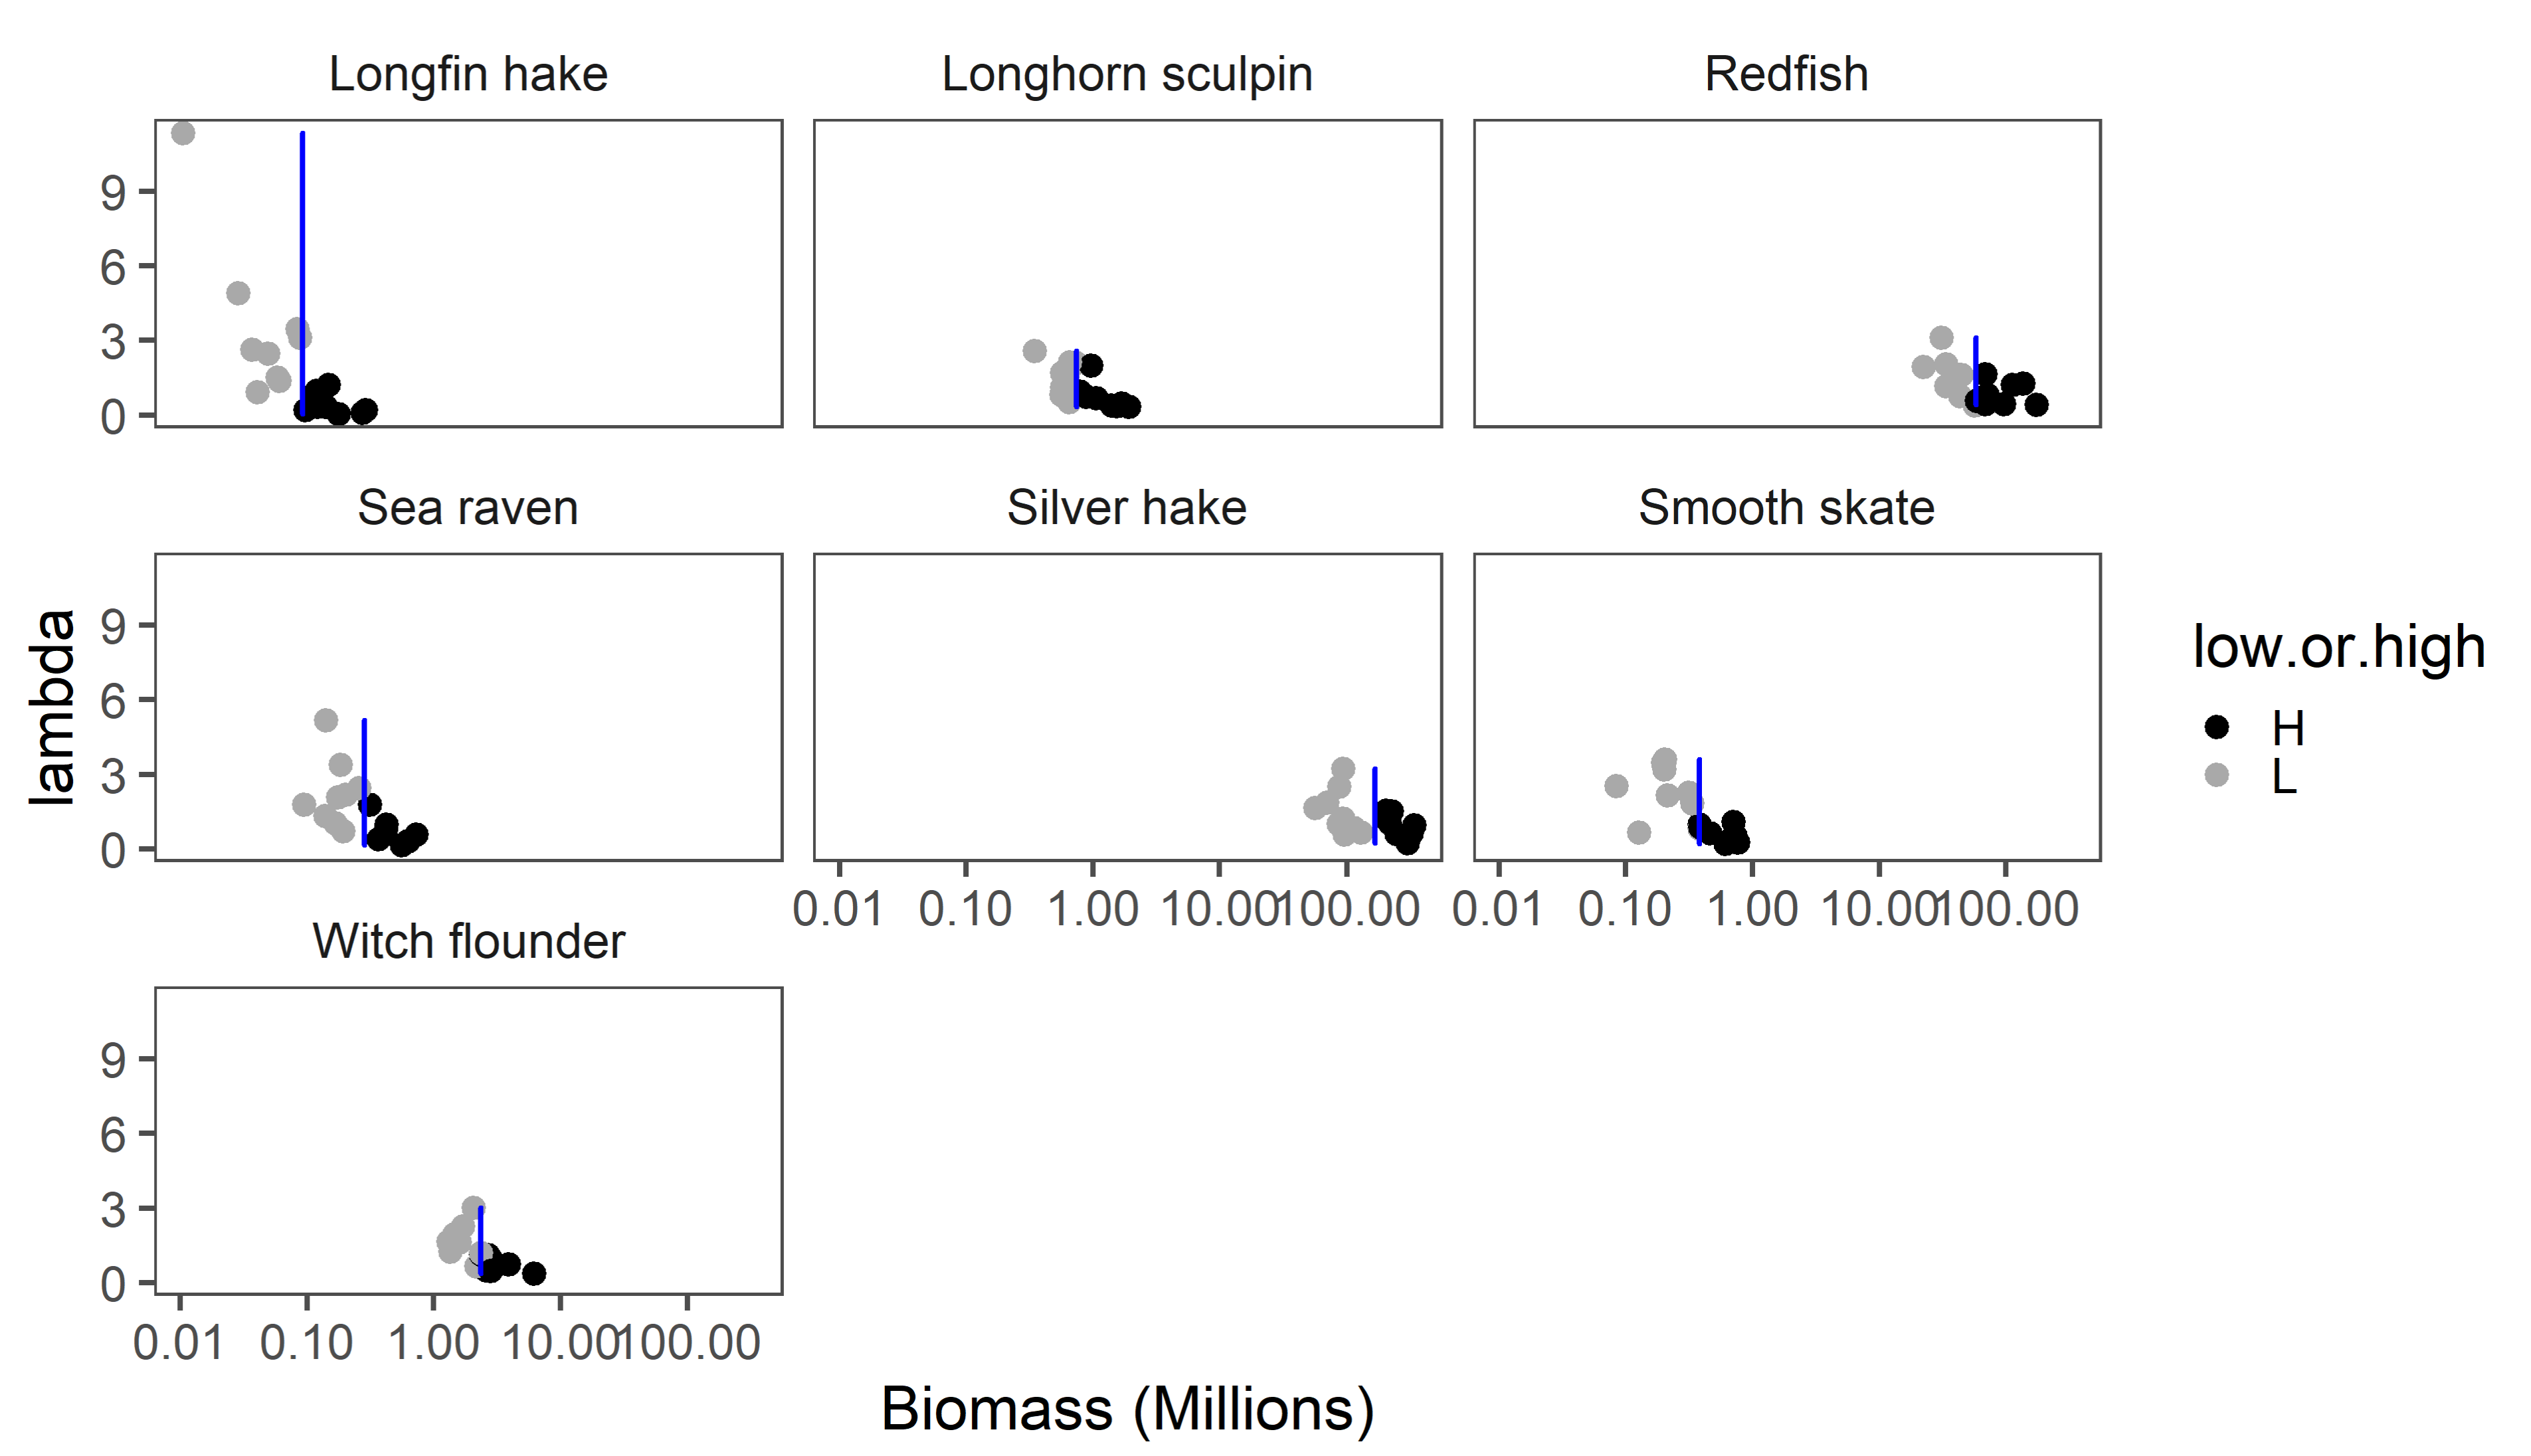 Longfin hake
Longhorn sculpin
Redfish
9
6
3
0
Sea raven
Silver hake
Smooth skate
lambda
9
6
3
0
0.01 0.10 1.00 10.00 100.00
0.01 0.10 1.00 10.00 100.00
low.or.high
H
L
Witch flounder
9
6
3
0
0.01 0.10 1.00 10.00 100.00
Biomass (Millions)